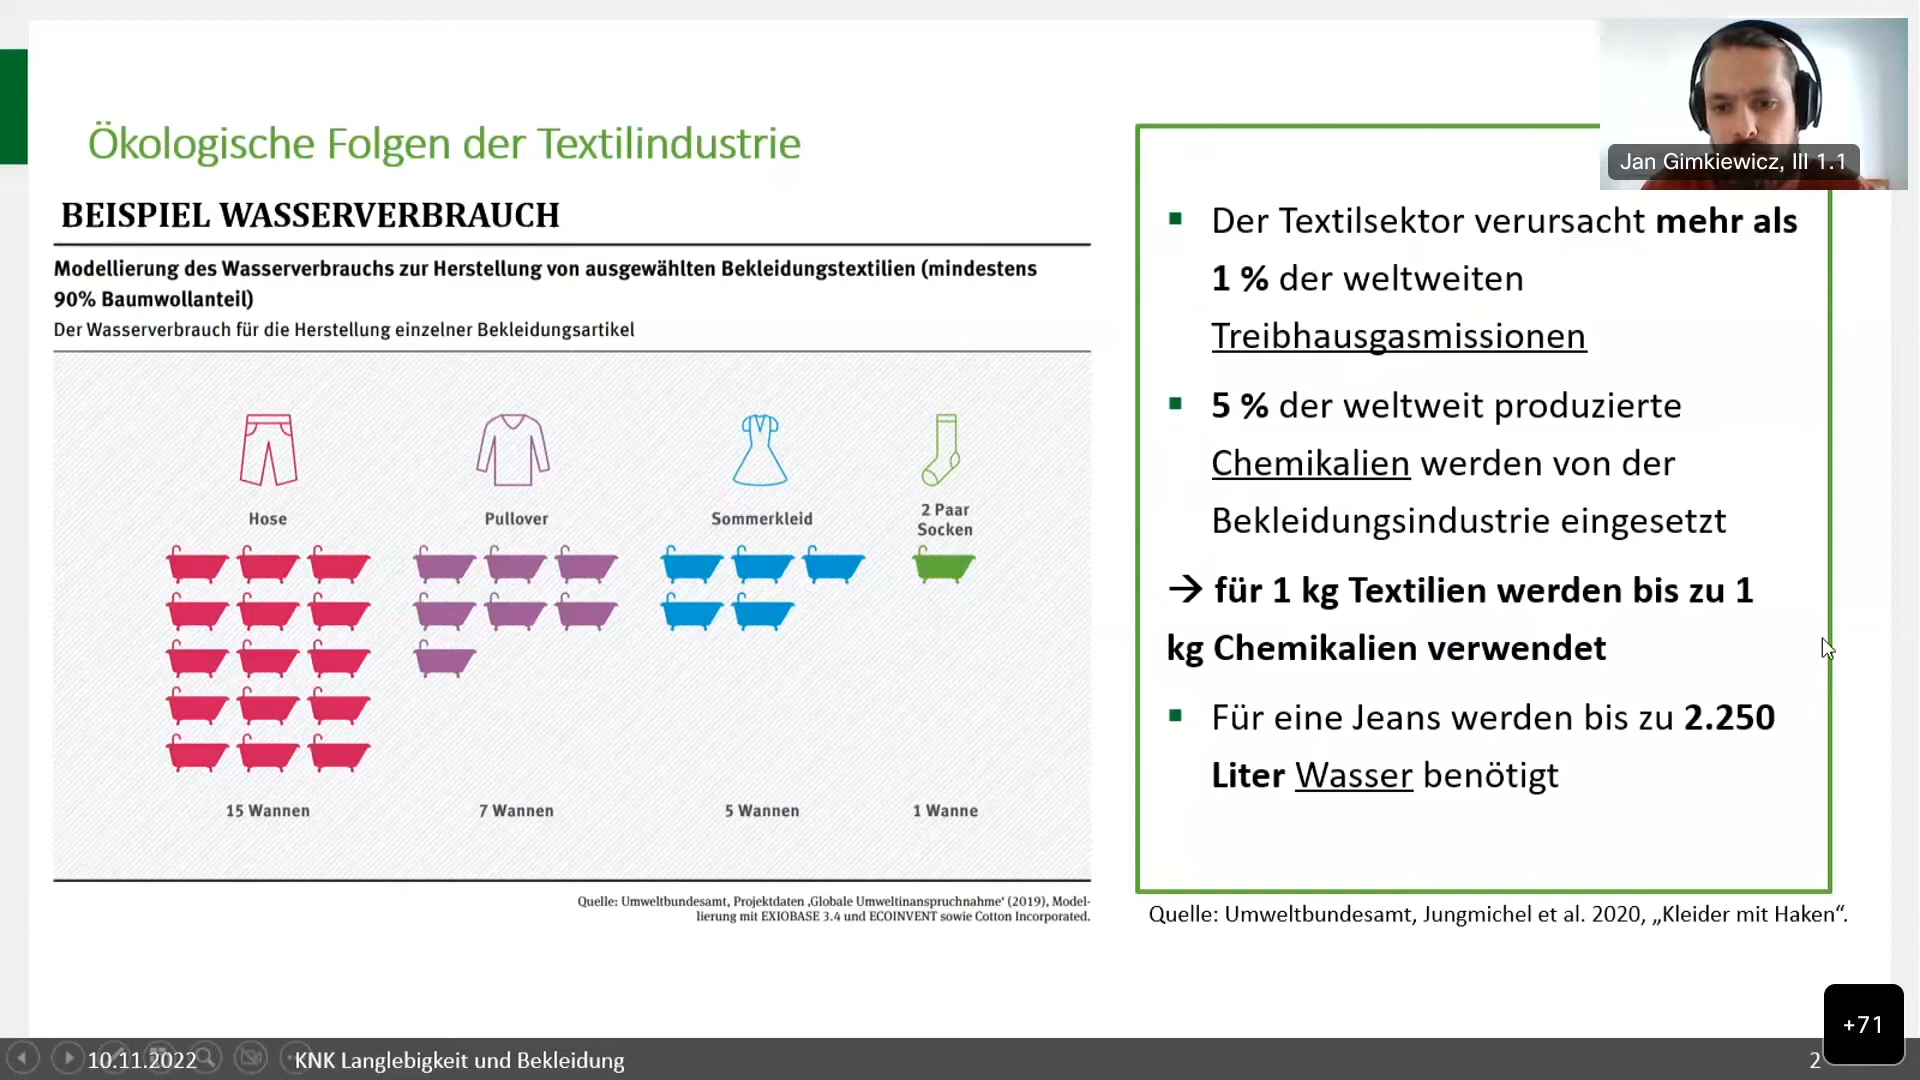 Ökologische Folgen der Textilindustrie
BEISPIEL WASSERVERBRAUCH
Modellierung des Wasserverbrauchs zur Herstellung von ausgewählten Bekleidungstextilien (mindestens
90% Baumwollanteil)
Der Wasserverbrauch für die Herstellung einzelner Bekleidungsartikel
Hose
Pullover
Sommerkleid
2 Paar
Socken
15 Wannen
7 Wannen
5 Wannen
1 Wanne
Quelle: Umweltbundesamt, Projektdaten ‚Globale Umweltinanspruchnahme‘ (2019), Model-
lierung mit EXIOBASE 3.4 und ECOINVENT sowie Cotton Incorporated.
Jan Gimkiewicz, III 1.1
▪ Der Textilsektor verursacht mehr als
1 % der weltweiten
Treibhausgasmissionen
▪ 5 % der weltweit produzierte
Chemikalien werden von der
Bekleidungsindustrie eingesetzt
→ für 1 kg Textilien werden bis zu 1
kg Chemikalien verwendet
▪ Für eine Jeans werden bis zu 2.250
Liter Wasser benötigt
Quelle: Umweltbundesamt, Jungmichel et al. 2020, „Kleider mit Haken“.
+71
10.11.2022
KNK Langlebigkeit und Bekleidung
2